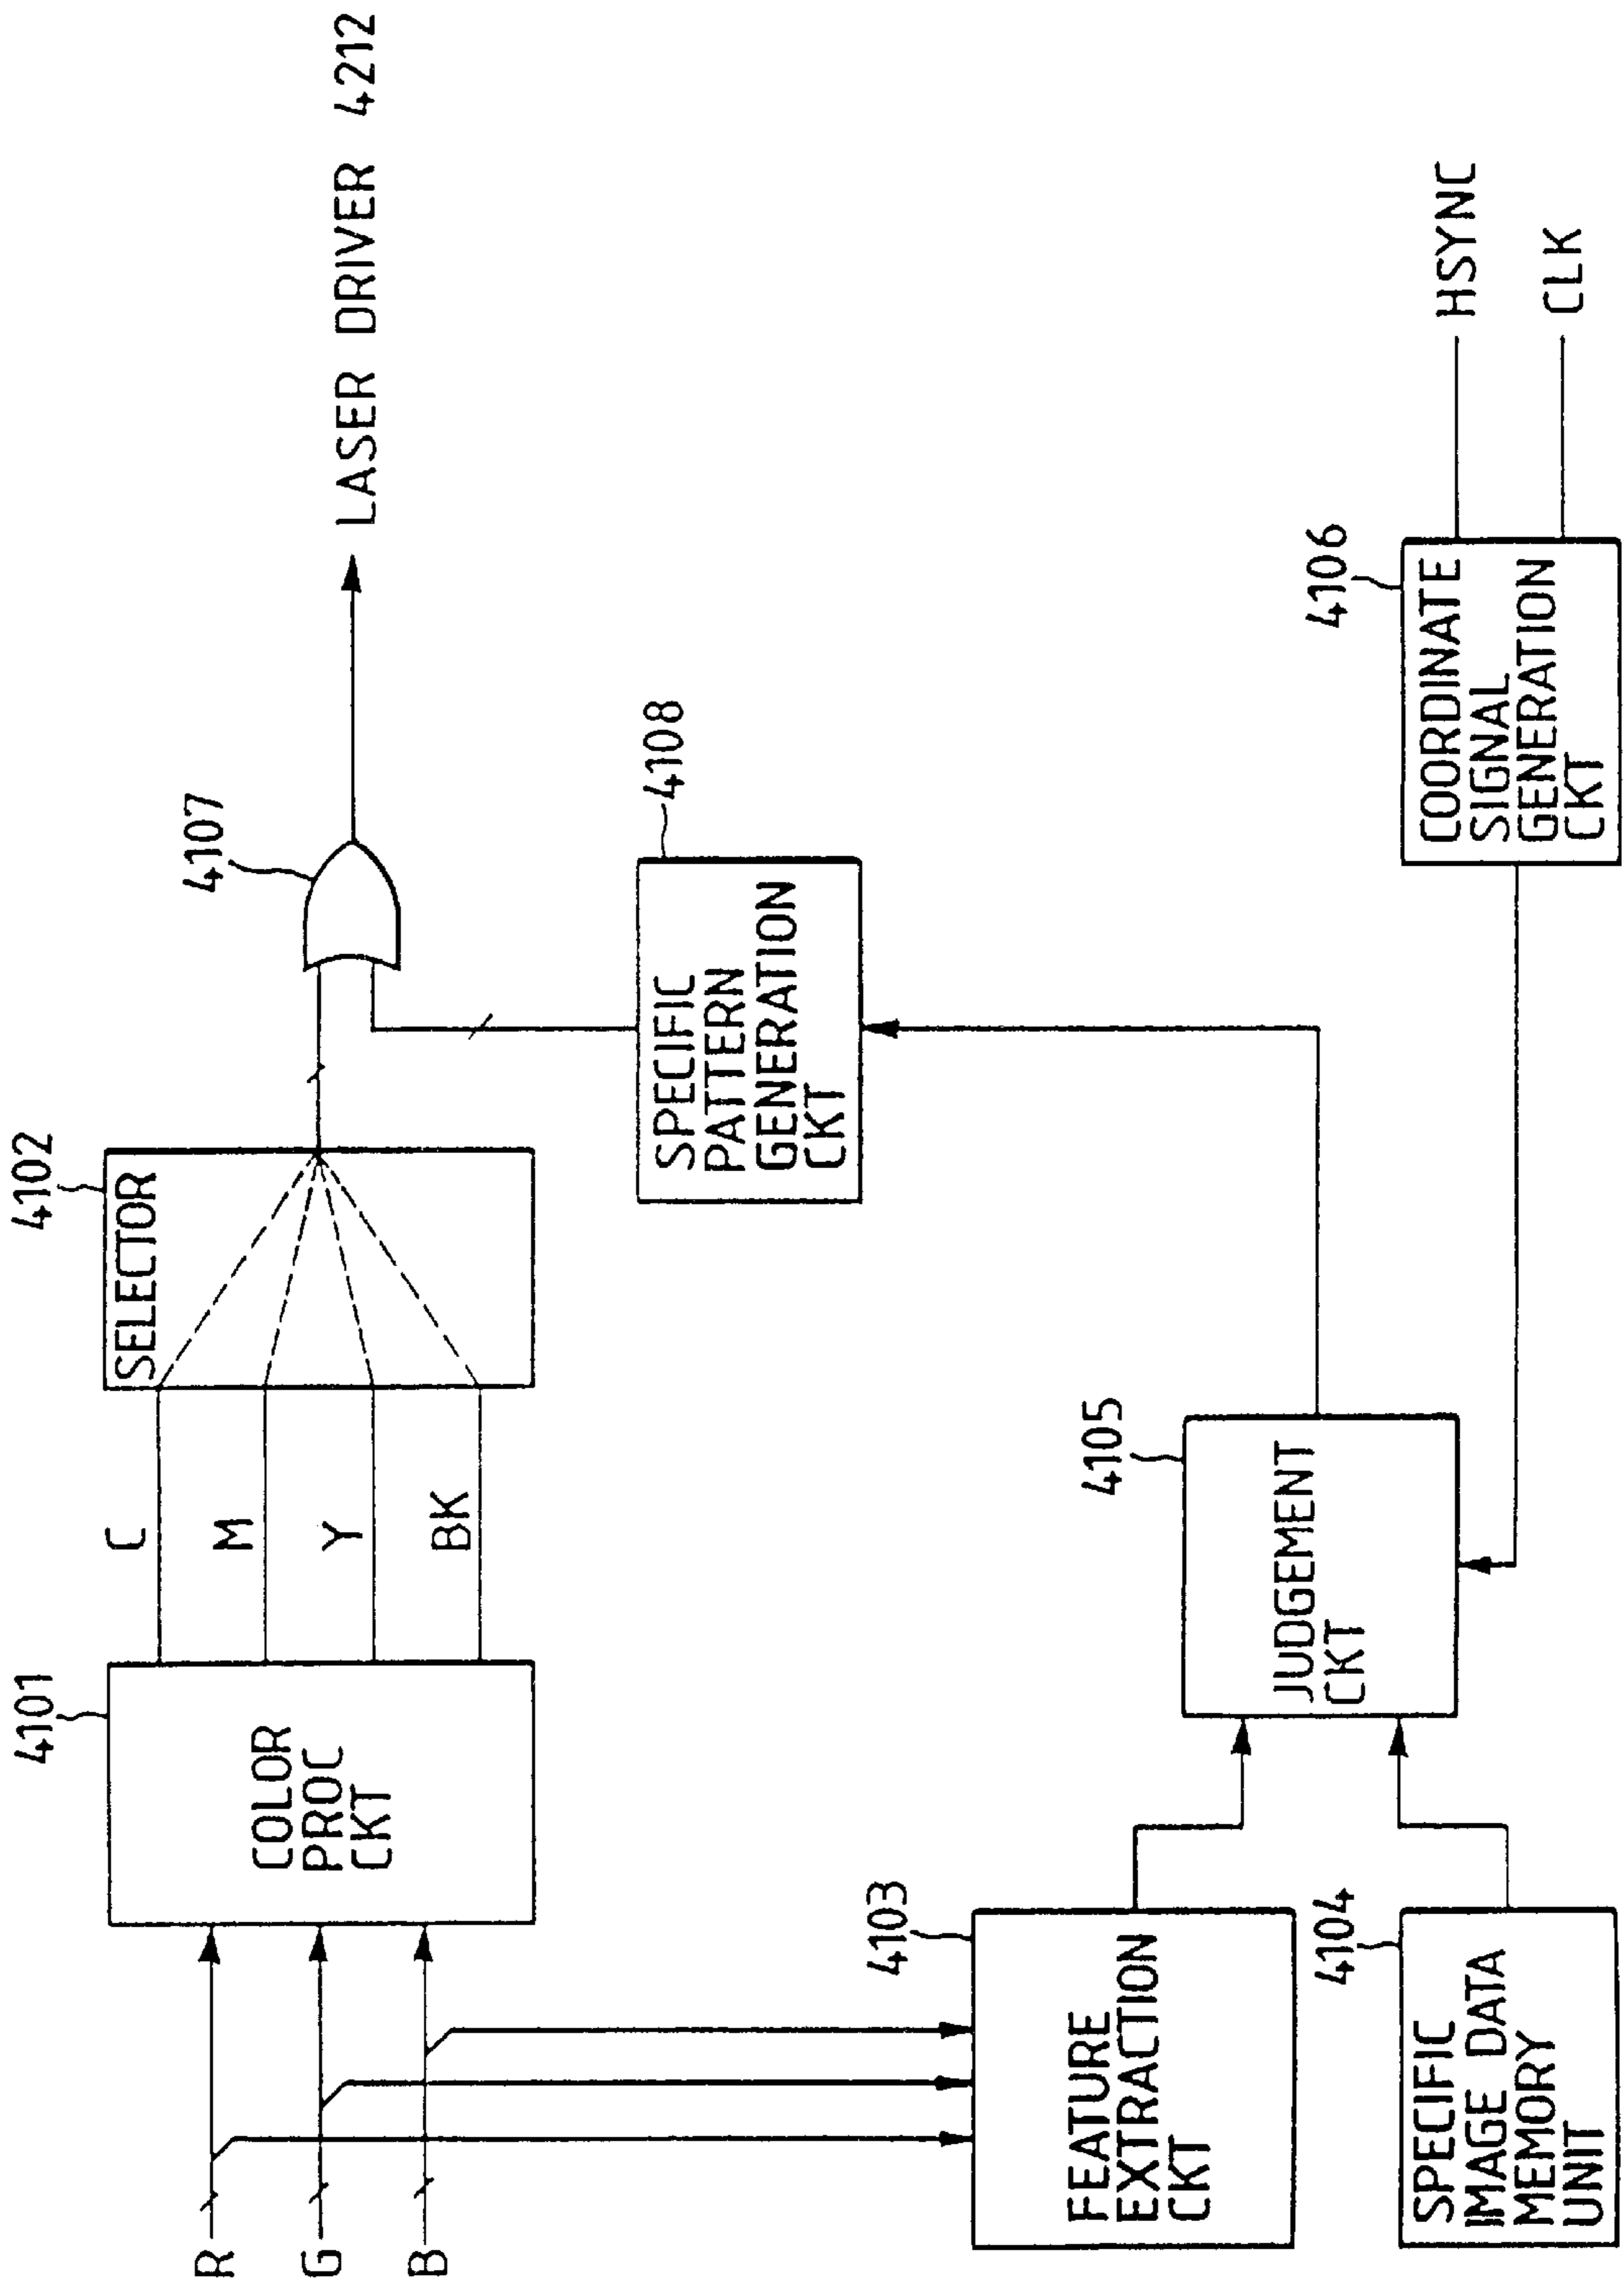 R
G
B
4101
COLOR
PROC
CKT
C
M
Y
BK
4102
SELECTOR
4107
LASER DRIVER 4212
4108
SPECIFIC
PATTERN
GENERATION
CKT
4103
FEATURE
EXTRACTION
CKT
4104
SPECIFIC
IMAGE DATA
MEMORY
UNIT
4105
JUDGEMENT
CKT
4106
COORDINATE
SIGNAL
GENERATION
CKT
HSYNC
CLK